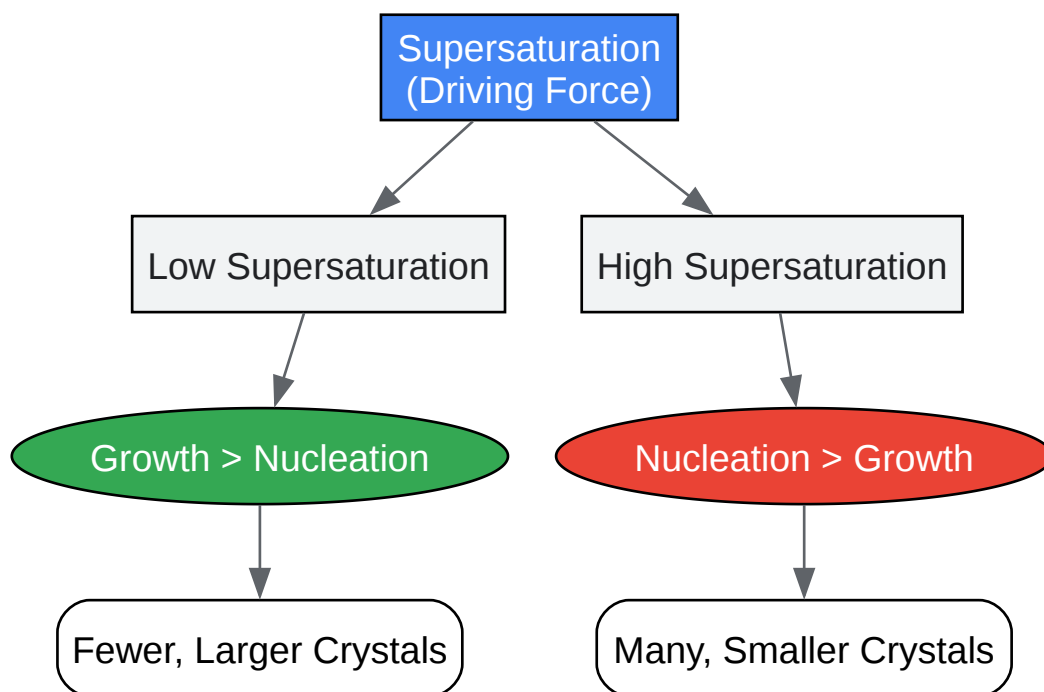 Supersaturation
(Driving Force)
Low Supersaturation
High Supersaturation
Growth > Nucleation
Nucleation > Growth
Fewer, Larger Crystals
Many, Smaller Crystals